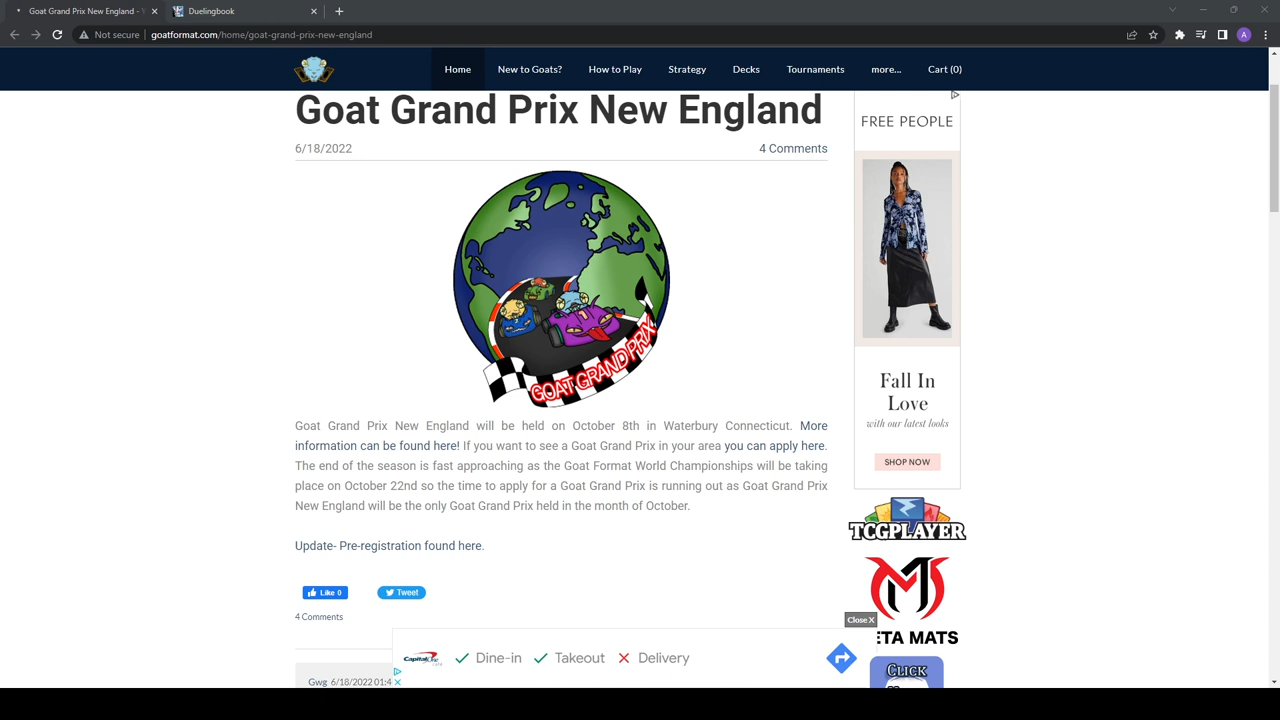 Goat Grand Prix New England -
Duelingbook
Not secure
goatformat.com/home/goat-grand-prix-new-england
A
Home
New to Goats?
How to Play
Strategy
Decks
Tournaments
more...
Cart (0)
Goat Grand Prix New England
6/18/2022
4 Comments
GOAT GRAND PRIX
Goat Grand Prix New England will be held on October 8th in Waterbury Connecticut. More
information can be found here! If you want to see a Goat Grand Prix in your area you can apply here.
The end of the season is fast approaching as the Goat Format World Championships will be taking
place on October 22nd so the time to apply for a Goat Grand Prix is running out as Goat Grand Prix
New England will be the only Goat Grand Prix held in the month of October.
Update- Pre-registration found here.
Like 0
Tweet
4 Comments
Gwg 6/18/2022 01:4
FREE PEOPLE
Fall In
Love
with our latest looks
SHOP NOW
TCGPLAYER
Close X
ETA MATS
CLICK
Capital One
Dine-in
Takeout
Delivery